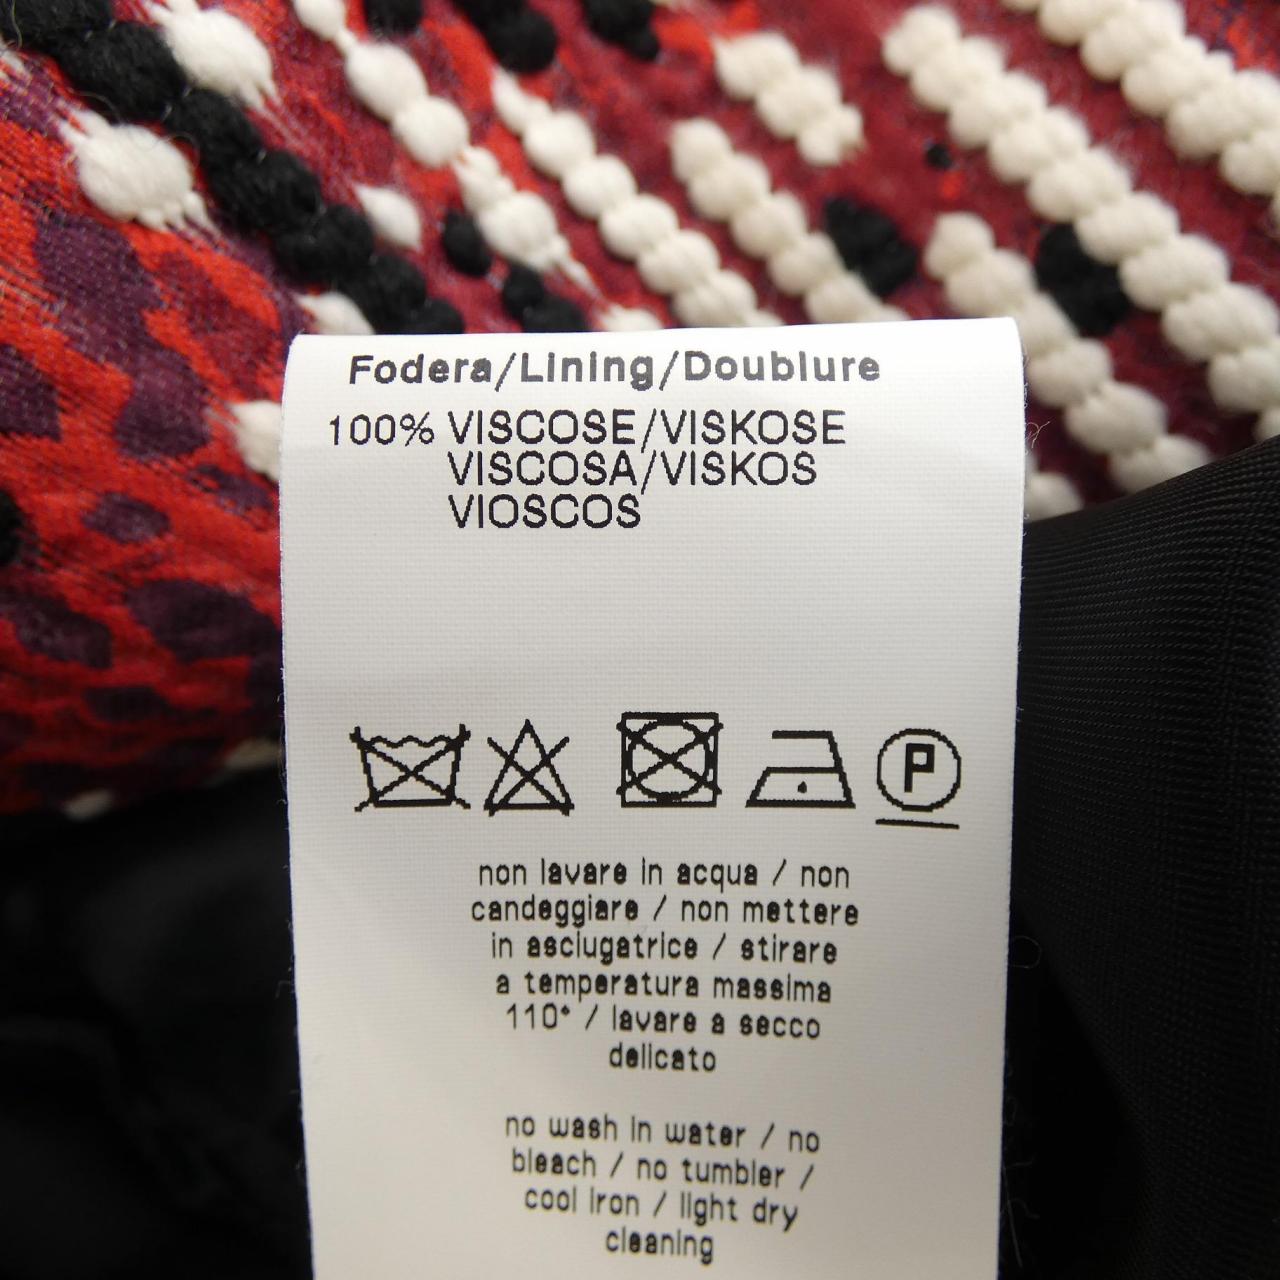 Fodera/Lining/Doublure
100% VISCOSE/VISKOSE
VISCOSA/VISKOS
VIOSCOS
P
non lavare in acqua / non
candeggiare / non mettere
in asciugatrice / stirare
a temperatura massima
110° / lavare a secco
delicato
no wash in water / no
bleach / no tumbler /
cool iron / light dry
cleaning